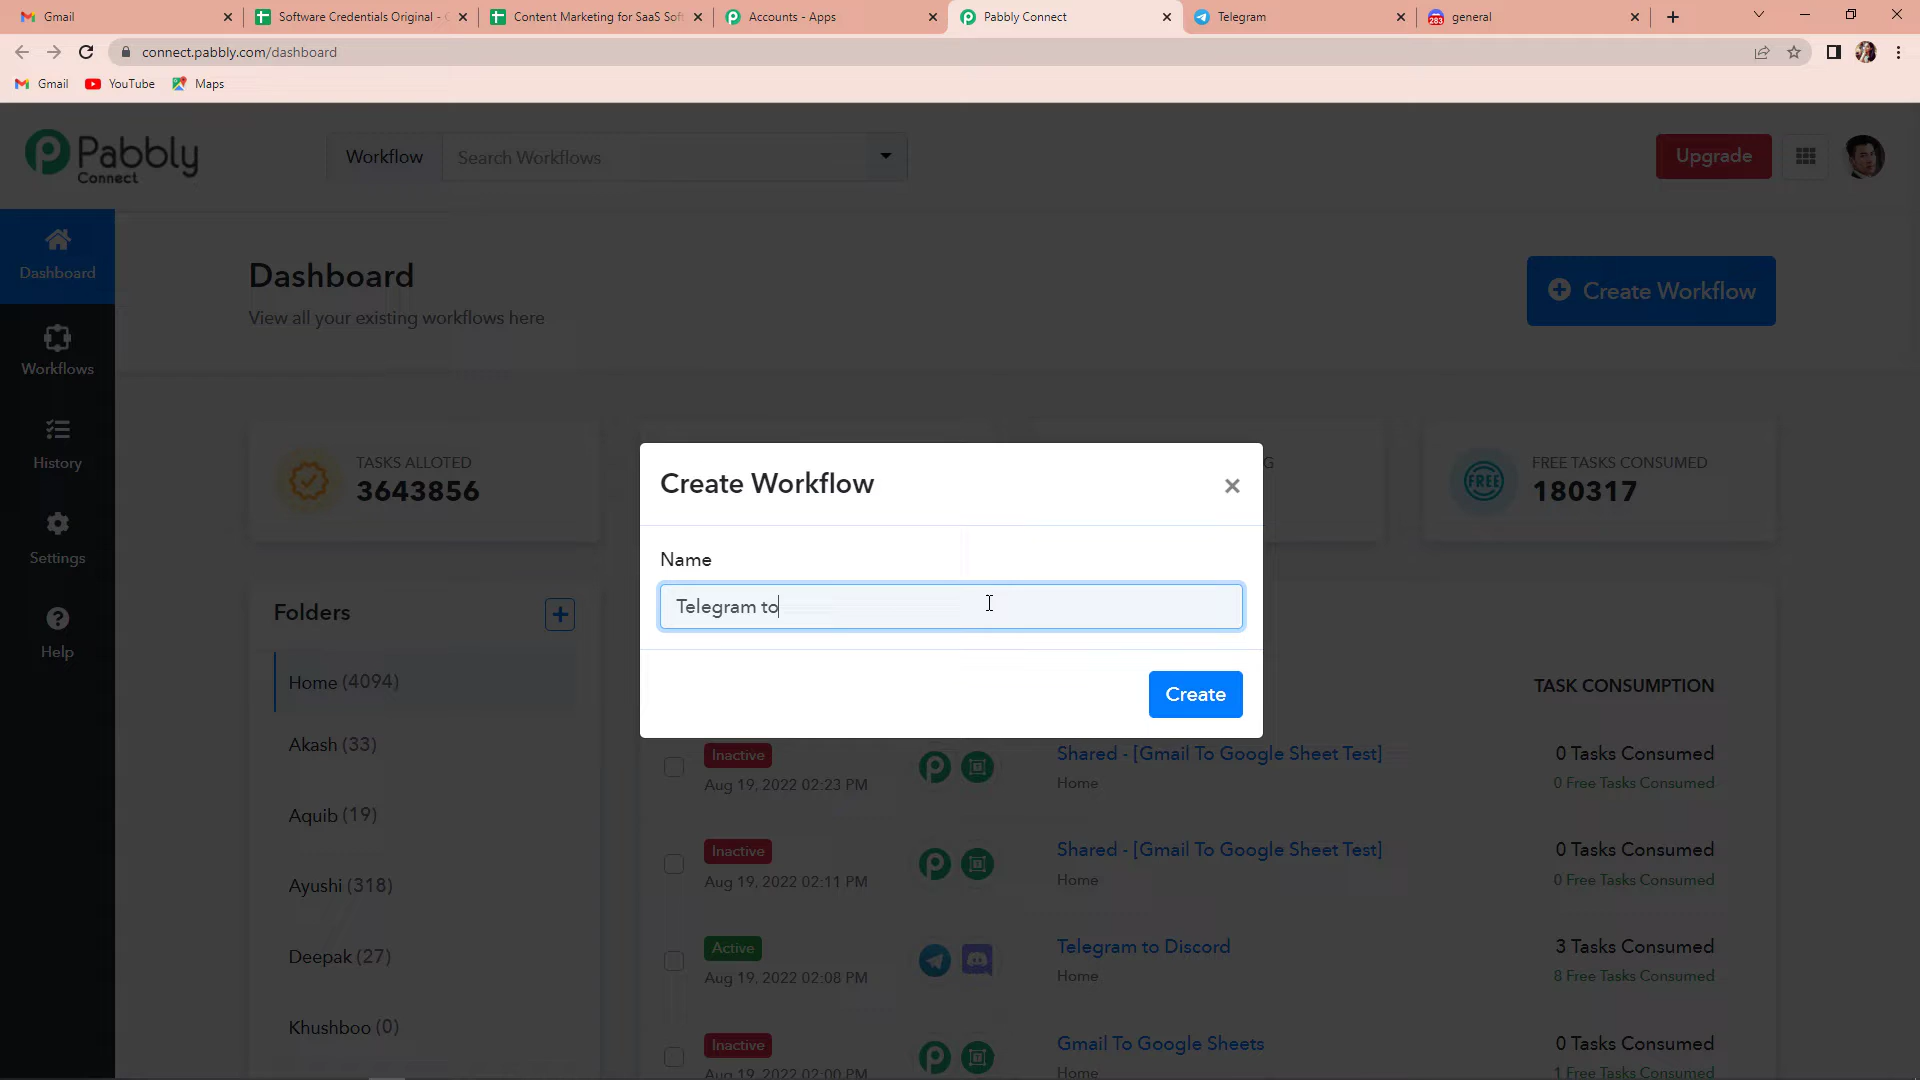 Gmail
Software Credentials Original -
Content Marketing for SaaS Soft
Accounts - Apps
Pabbly Connect
Telegram
283
general
connect.pabbly.com/dashboard
Gmail
YouTube
Maps
Pabbly
Connect
Workflow
Search Workflows
Upgrade
Dashboard
Workflows
History
Settings
Help
Dashboard
View all your existing workflows here
Create Workflow
TASKS ALLOTED
3643856
G
FREE
FREE TASKS CONSUMED
180317
Create Workflow
Name
Telegram to
Create
Folders
Home (4094)
Akash (33)
Aquib (19)
Ayushi (318)
Deepak (27)
Khushboo (0)
TASK CONSUMPTION
Inactive
Aug 19, 2022 02:23 PM
Shared - [Gmail To Google Sheet Test]
Home
0 Tasks Consumed
0 Free Tasks Consumed
Inactive
Aug 19, 2022 02:11 PM
Shared - [Gmail To Google Sheet Test]
Home
0 Tasks Consumed
0 Free Tasks Consumed
Active
Aug 19, 2022 02:08 PM
Telegram to Discord
Home
3 Tasks Consumed
8 Free Tasks Consumed
Inactive
Aug 19, 2022 02:00 PM
Gmail To Google Sheets
Home
0 Tasks Consumed
1 Free Tasks Consumed